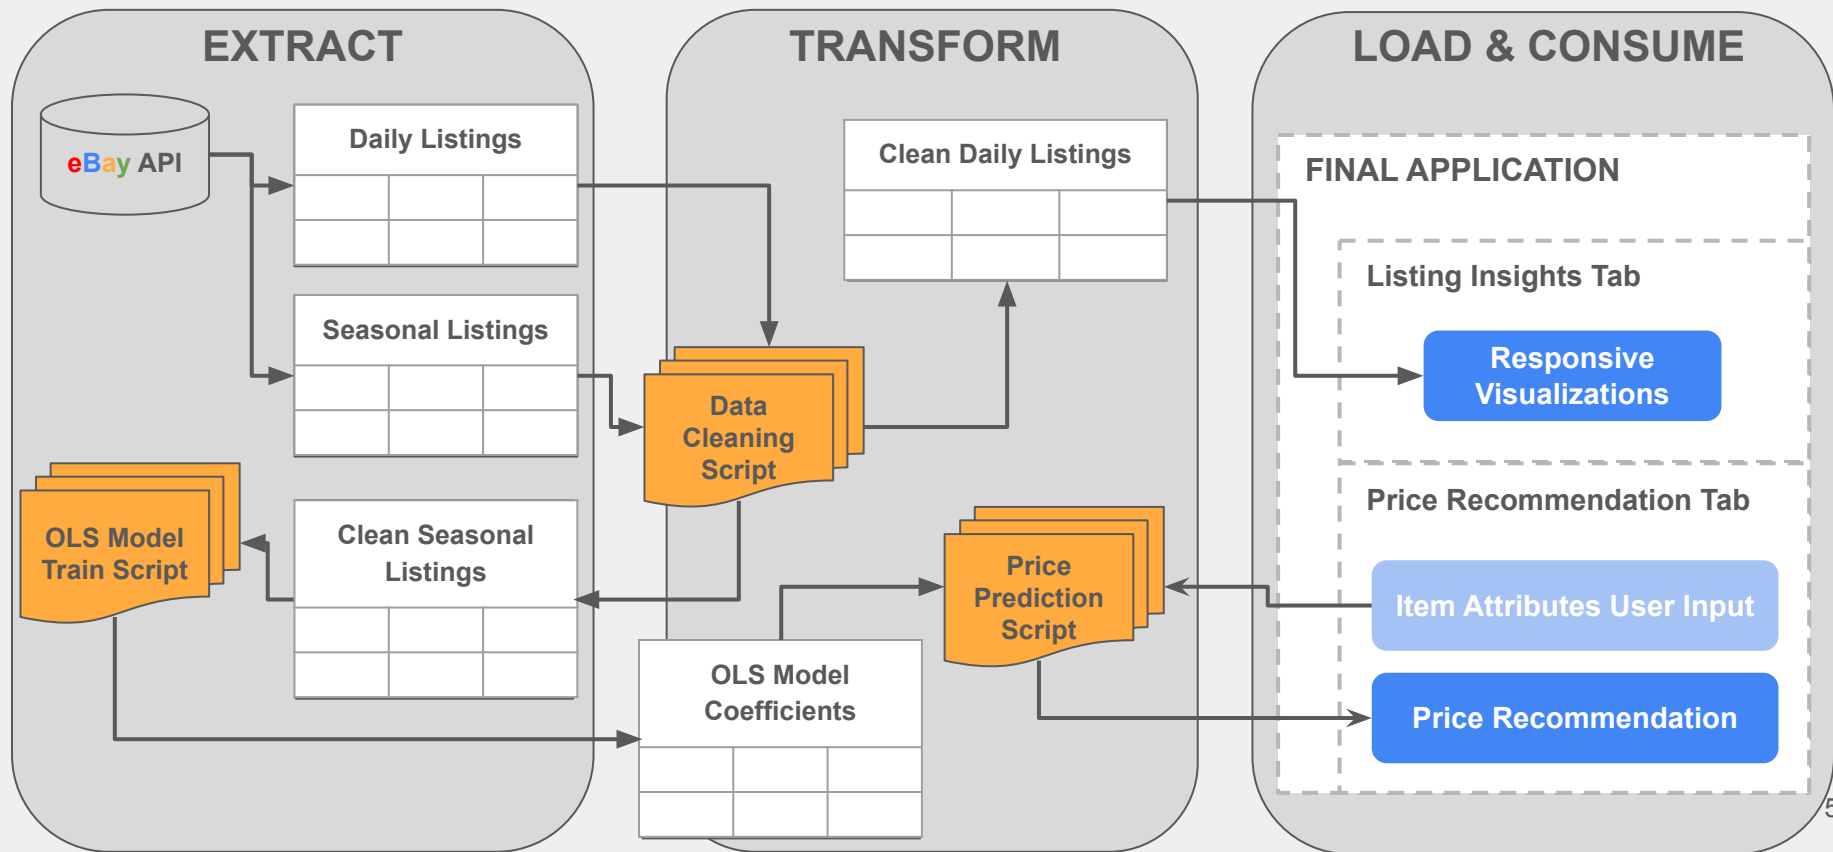 EXTRACT
eBay API
Daily Listings
Seasonal Listings
OLS Model
Train Script
Clean Seasonal
Listings
TRANSFORM
Clean Daily Listings
Data
Cleaning
Script
Price
Prediction
Script
OLS Model
Coefficients
LOAD & CONSUME
FINAL APPLICATION
Listing Insights Tab
Responsive
Visualizations
Price Recommendation Tab
Item Attributes User Input
Price Recommendation
5